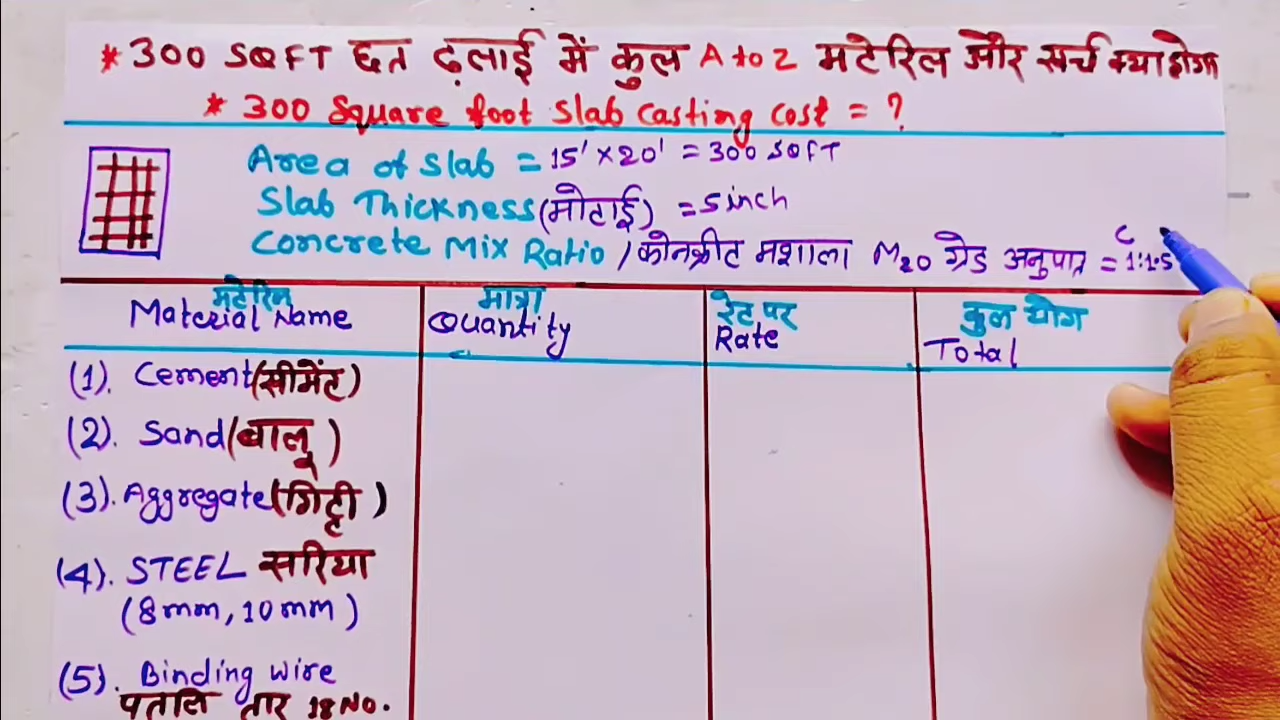 * 300 SQFT छत ढ़लाई में कुल A to Z मटेरिल और खर्च क्या होगा
* 300 Square foot Slab Casting Cost = ?
Area of Slab = 15' × 20' = 300 SQFT
Slab Thickness (मोटाई) = 5 inch
C
Concrete Mix Ratio / कोनक्रीट मशाला M20 ग्रेड अनुपात = 1:1.5
मटेरिल मात्रा रेट पर कुल योग
Material Name Quantity Rate Total
(1). Cement (सीमेंट)
(2). Sand (बालू)
(3). Aggregate (गिट्टी)
(4). STEEL सरिया
(8mm, 10mm)
(5). Binding wire
पतलि तार 18 No.